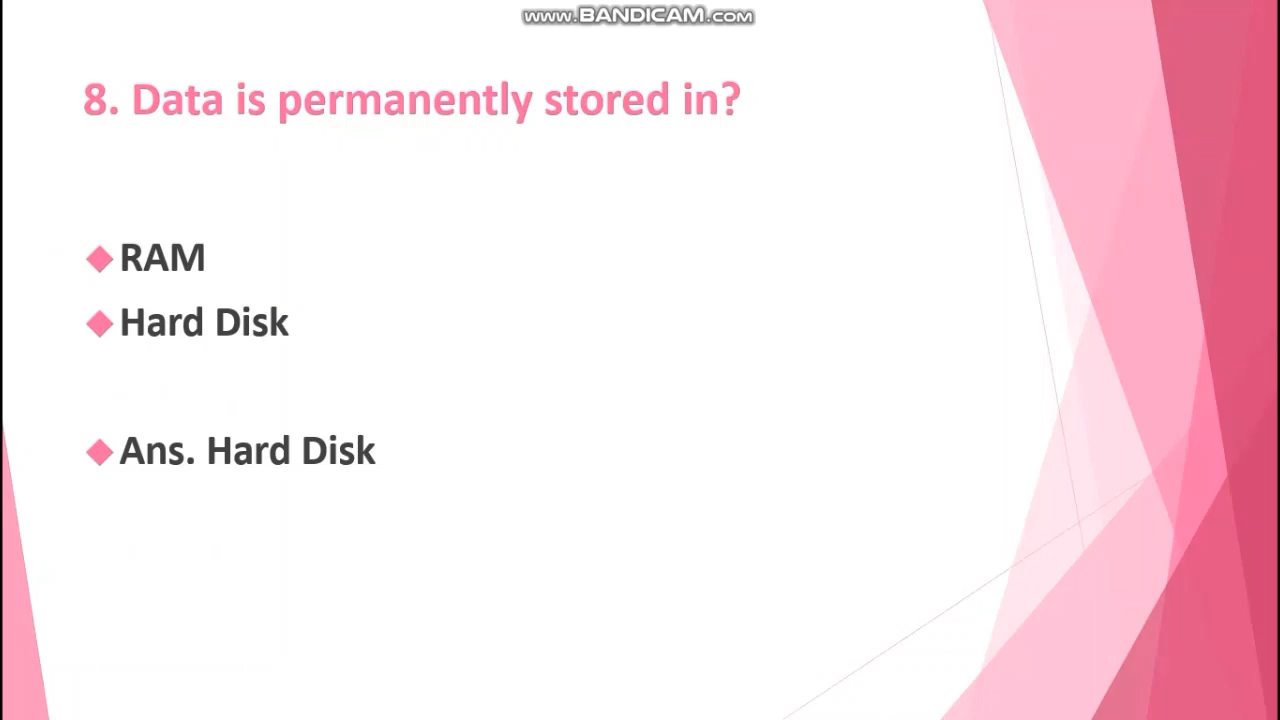 www.BANDICAM.com
8. Data is permanently stored in?
RAM
Hard Disk
Ans. Hard Disk